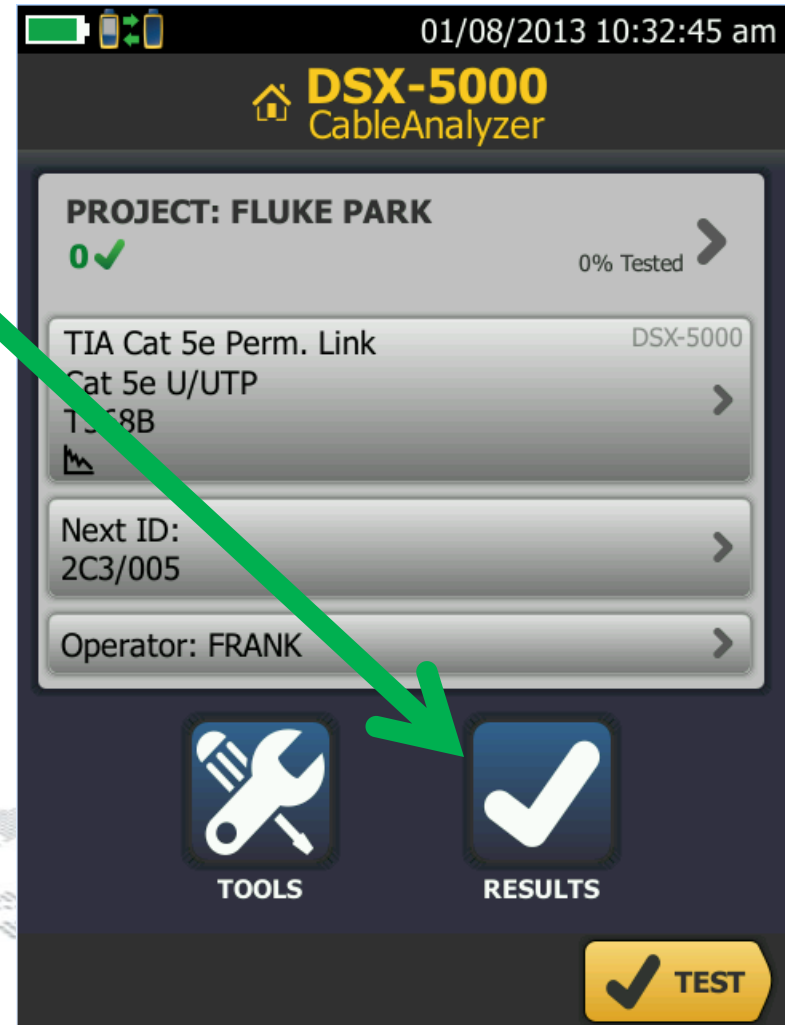 01/08/2013 10:32:45 am
DSX-5000
CableAnalyzer
PROJECT: FLUKE PARK
0
0% Tested
TIA Cat 5e Perm. Link
DSX-5000
Cat 5e U/UTP
T568B
Next ID:
2C3/005
Operator: FRANK
TOOLS
RESULTS
TEST